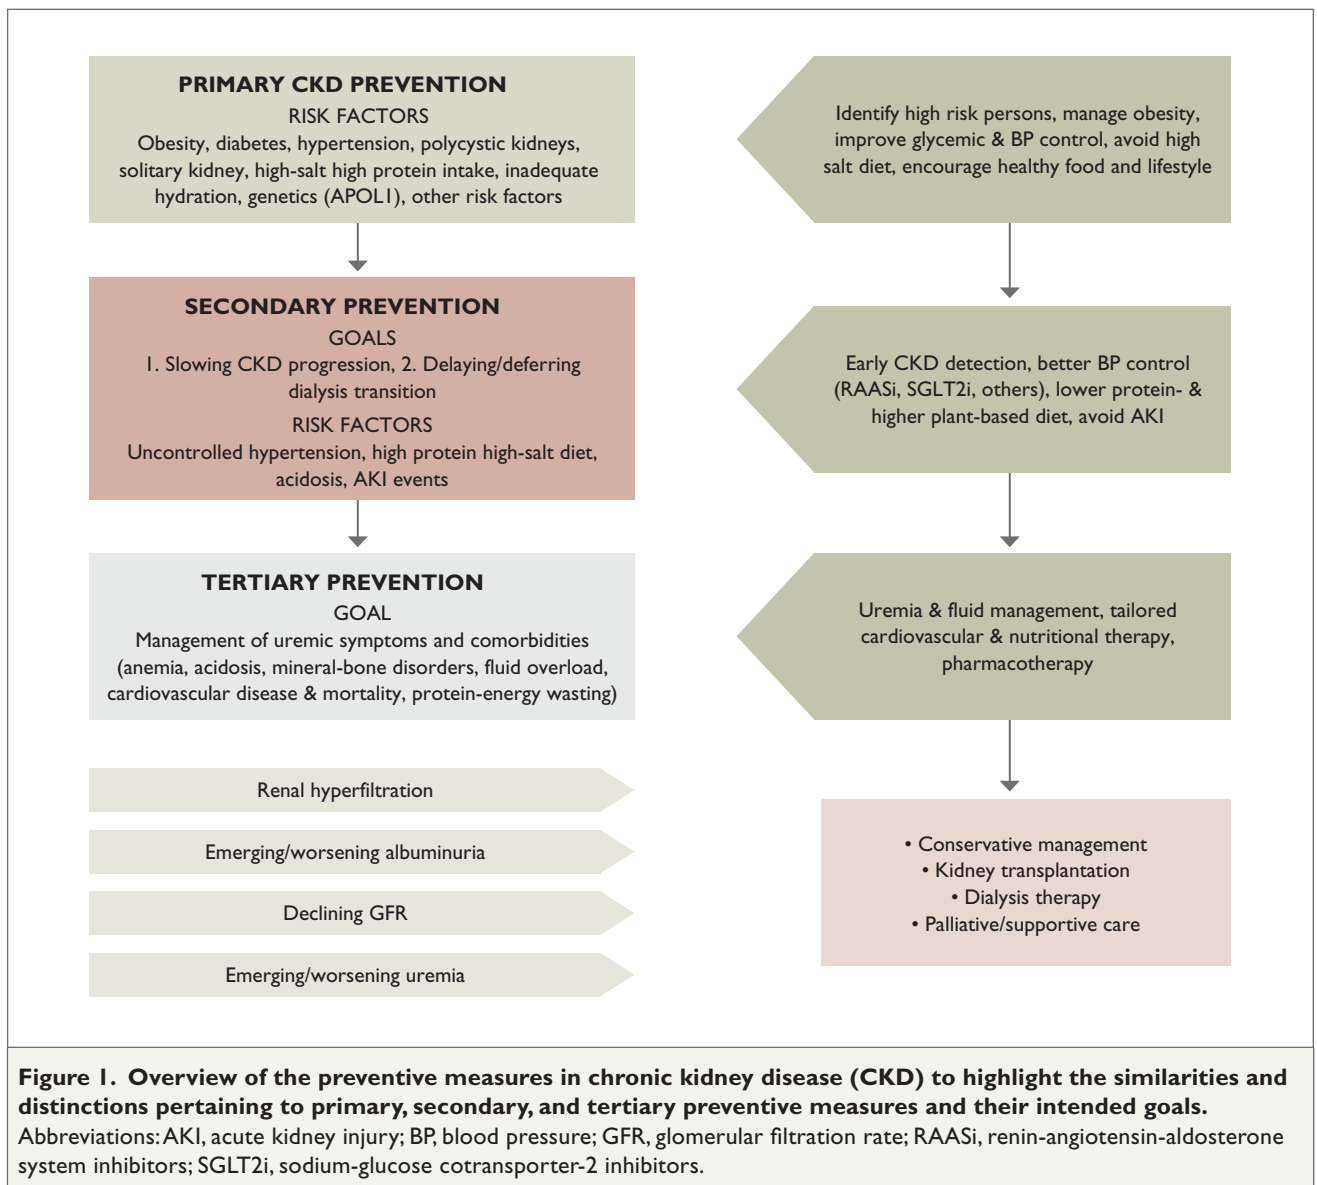 PRIMARY CKD PREVENTION
RISK FACTORS
Obesity, diabetes, hypertension, polycystic kidneys,
solitary kidney, high-salt high protein intake, inadequate
hydration, genetics (APOL1), other risk factors
Identify high risk persons, manage obesity,
improve glycemic & BP control, avoid high
salt diet, encourage healthy food and lifestyle
SECONDARY PREVENTION
GOALS
1. Slowing CKD progression, 2. Delaying/deferring
dialysis transition
RISK FACTORS
Uncontrolled hypertension, high protein high-salt diet,
acidosis, AKI events
Early CKD detection, better BP control
(RAASi, SGLT2i, others), lower protein- &
higher plant-based diet, avoid AKI
TERTIARY PREVENTION
GOAL
Management of uremic symptoms and comorbidities
(anemia, acidosis, mineral-bone disorders, fluid overload,
cardiovascular disease & mortality, protein-energy wasting)
Uremia & fluid management, tailored
cardiovascular & nutritional therapy,
pharmacotherapy
Renal hyperfiltration
Emerging/worsening albuminuria
Declining GFR
Emerging/worsening uremia
• Conservative management
• Kidney transplantation
• Dialysis therapy
• Palliative/supportive care
Figure 1. Overview of the preventive measures in chronic kidney disease (CKD) to highlight the similarities and
distinctions pertaining to primary, secondary, and tertiary preventive measures and their intended goals.
Abbreviations: AKI, acute kidney injury; BP, blood pressure; GFR, glomerular filtration rate; RAASi, renin-angiotensin-aldosterone
system inhibitors; SGLT2i, sodium-glucose cotransporter-2 inhibitors.